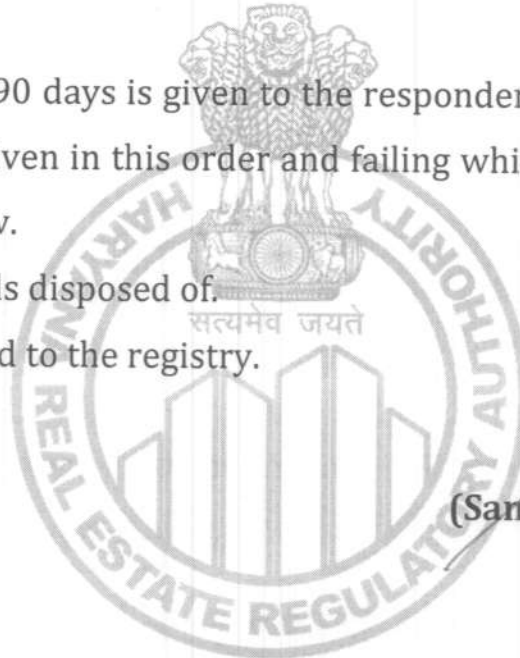 90 days is given to the responden
ven in this order and failing whi
.
s disposed of.
सत्यमेव जयते
d to the registry.
(San
HARYANA REAL ESTATE REGULATORY AUTHORITY